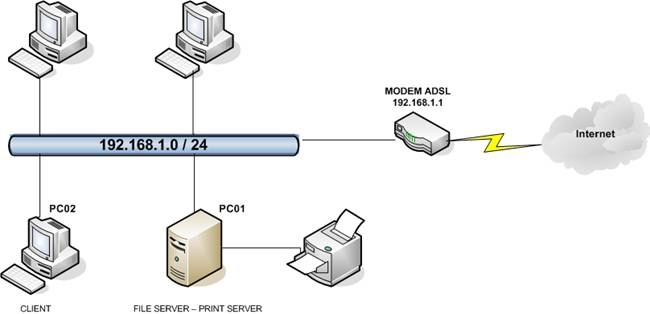 MODEM ADSL
192.168.1.1
Internet
192.168.1.0 / 24
PC02
PC01
CLIENT
FILE SERVER – PRINT SERVER